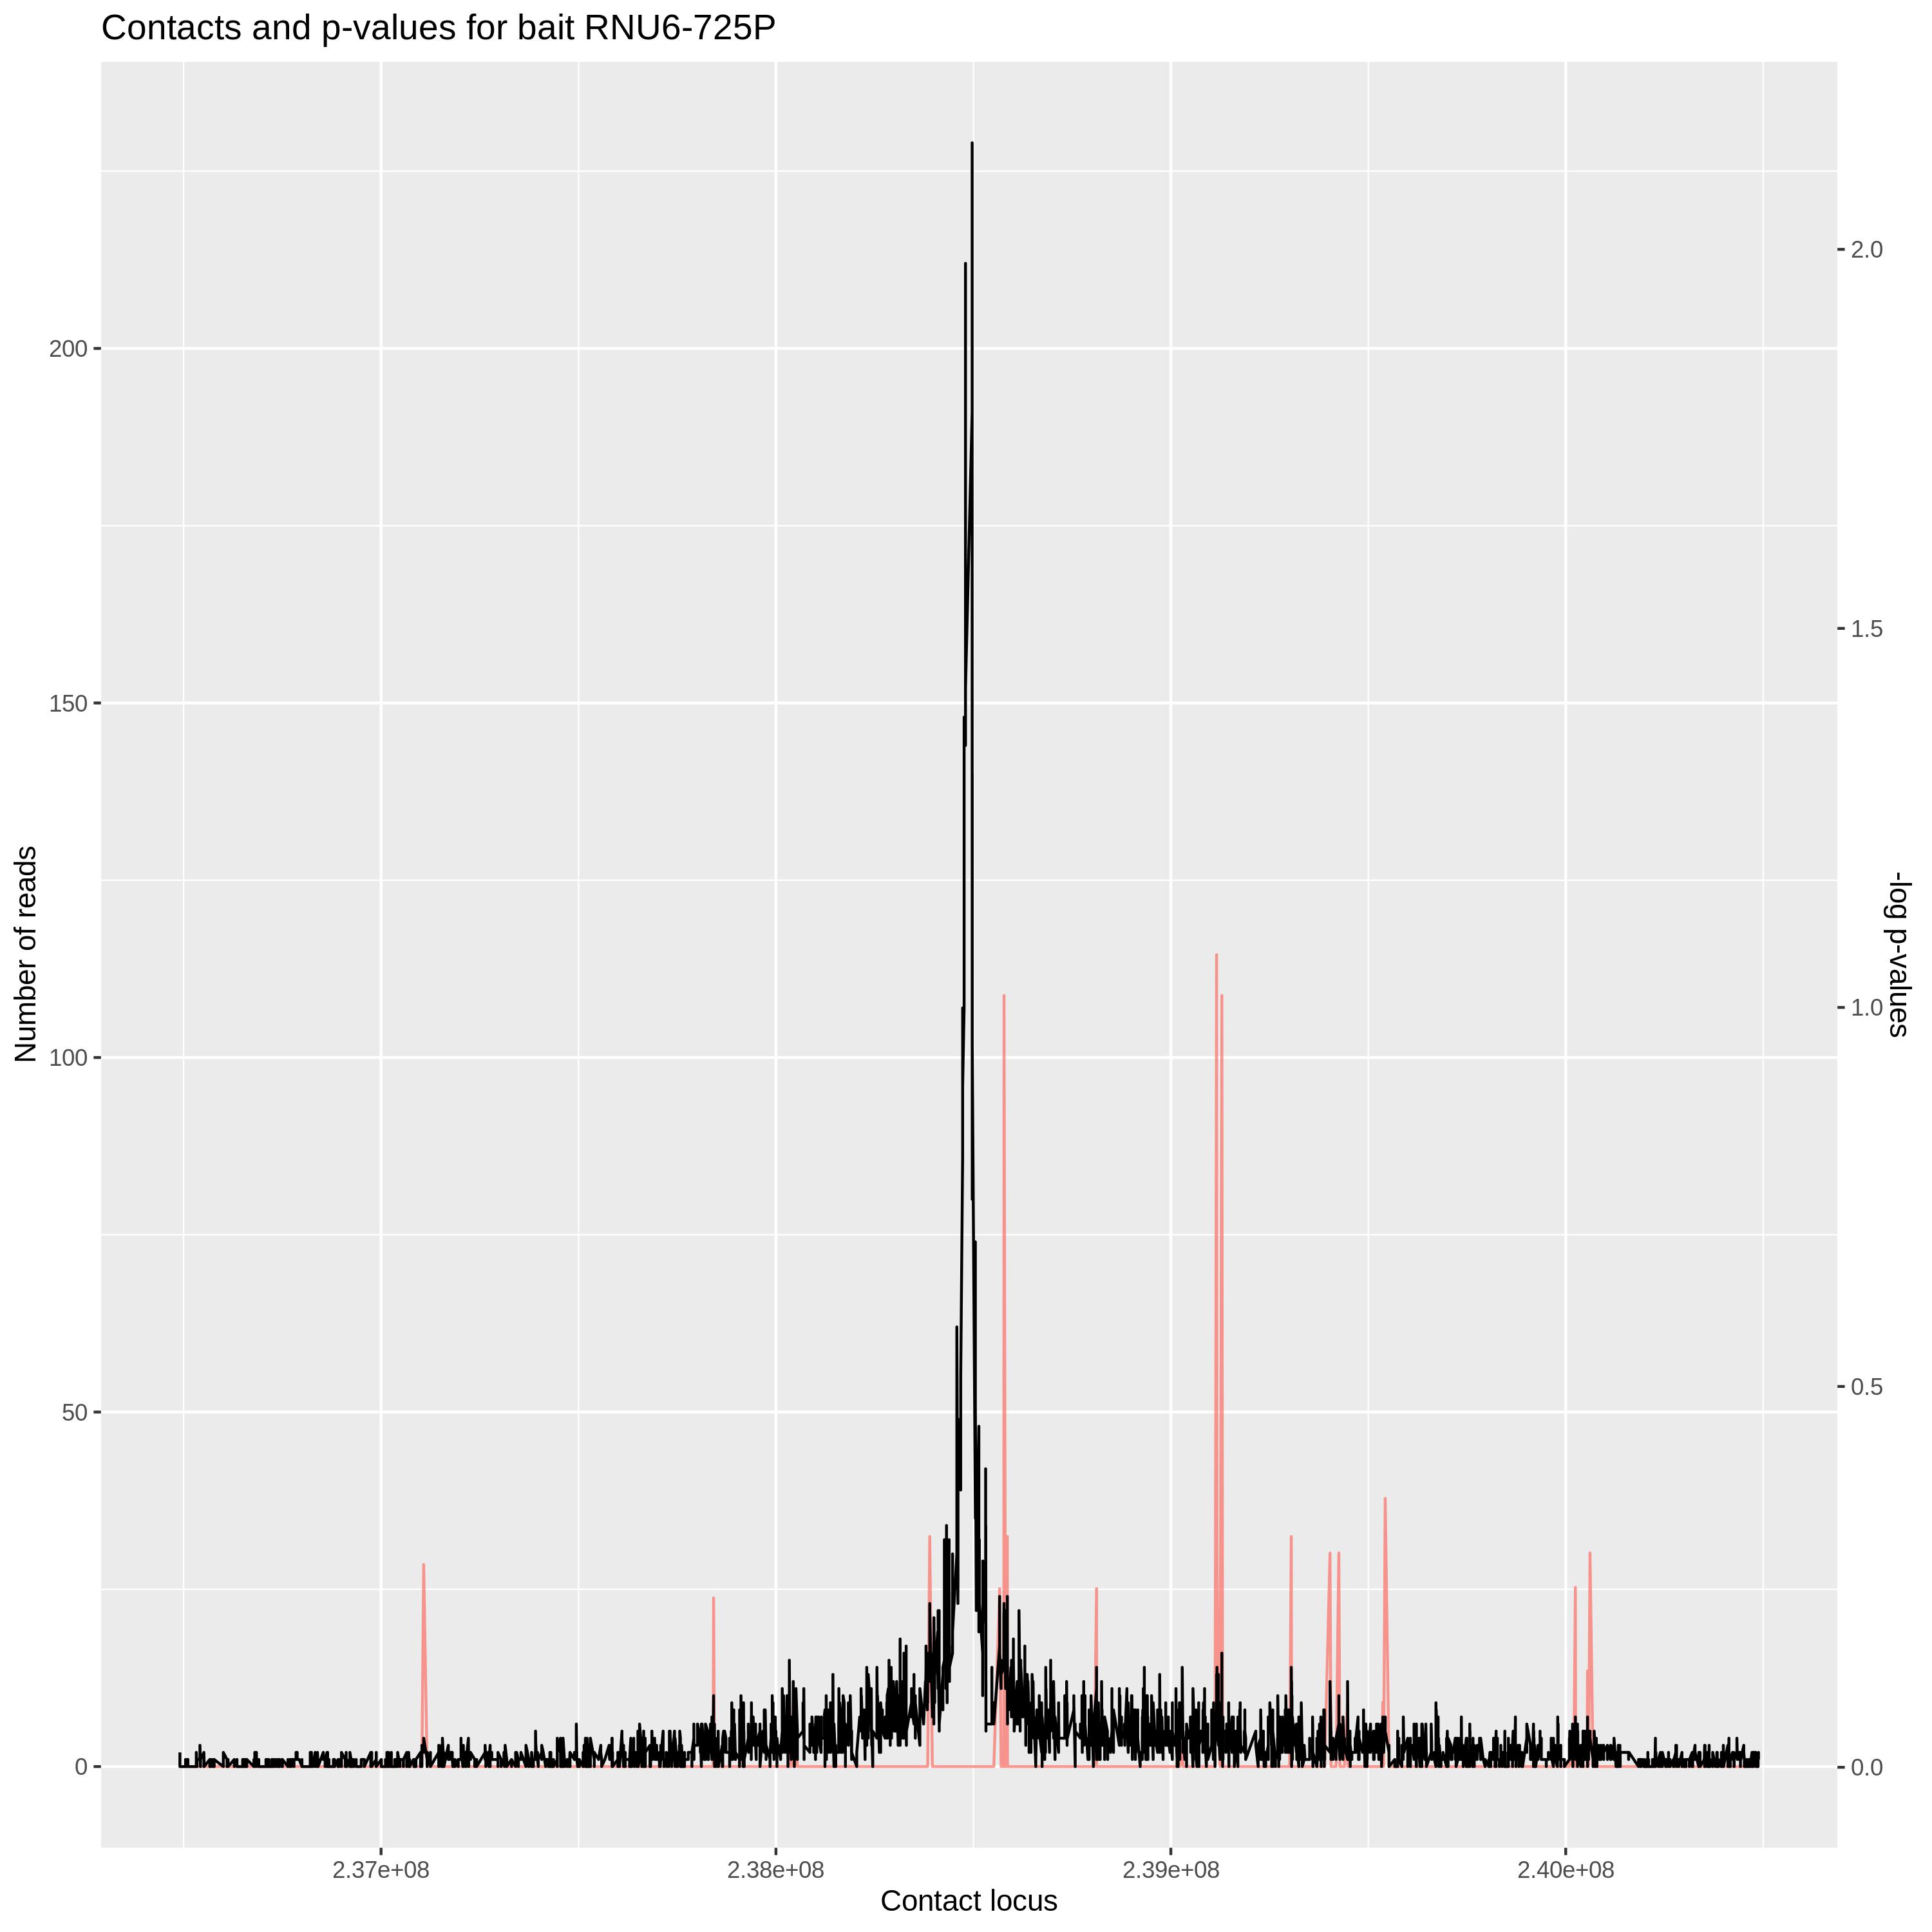 Contacts and p-values for bait RNU6-725P
Number of reads
200
150
100
50
0
2.0
1.5
1.0
0.5
0.0
-log p-values
2.37e+08
2.38e+08
2.39e+08
2.40e+08
Contact locus